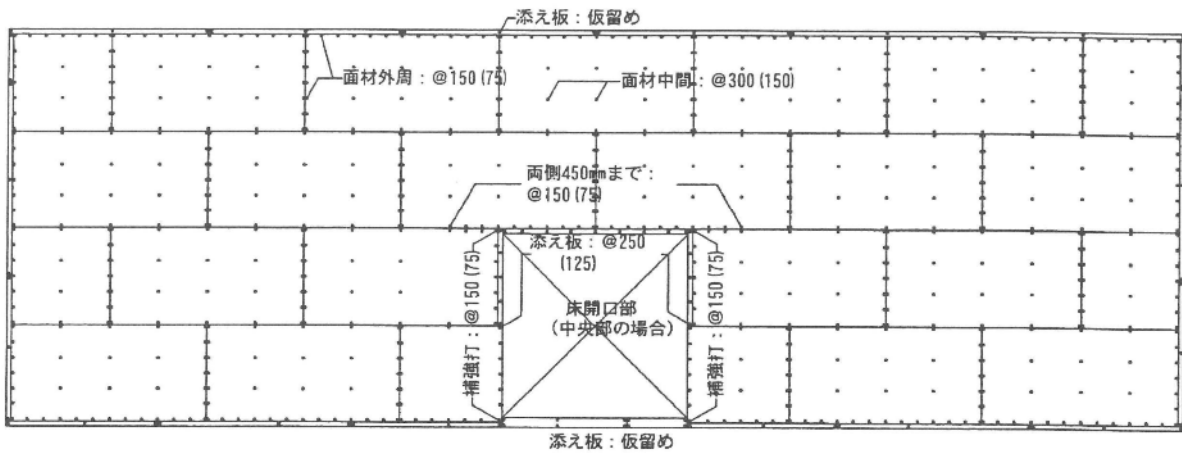 添え板：仮留め
面材外周：@150(75)
面材中間：@300(150)
両側450mmまで：
@150(75)
添え板：@250
(125)
補強打：@150(75)
補強打：@150(75)
床開口部
(中央部の場合)
添え板：仮留め